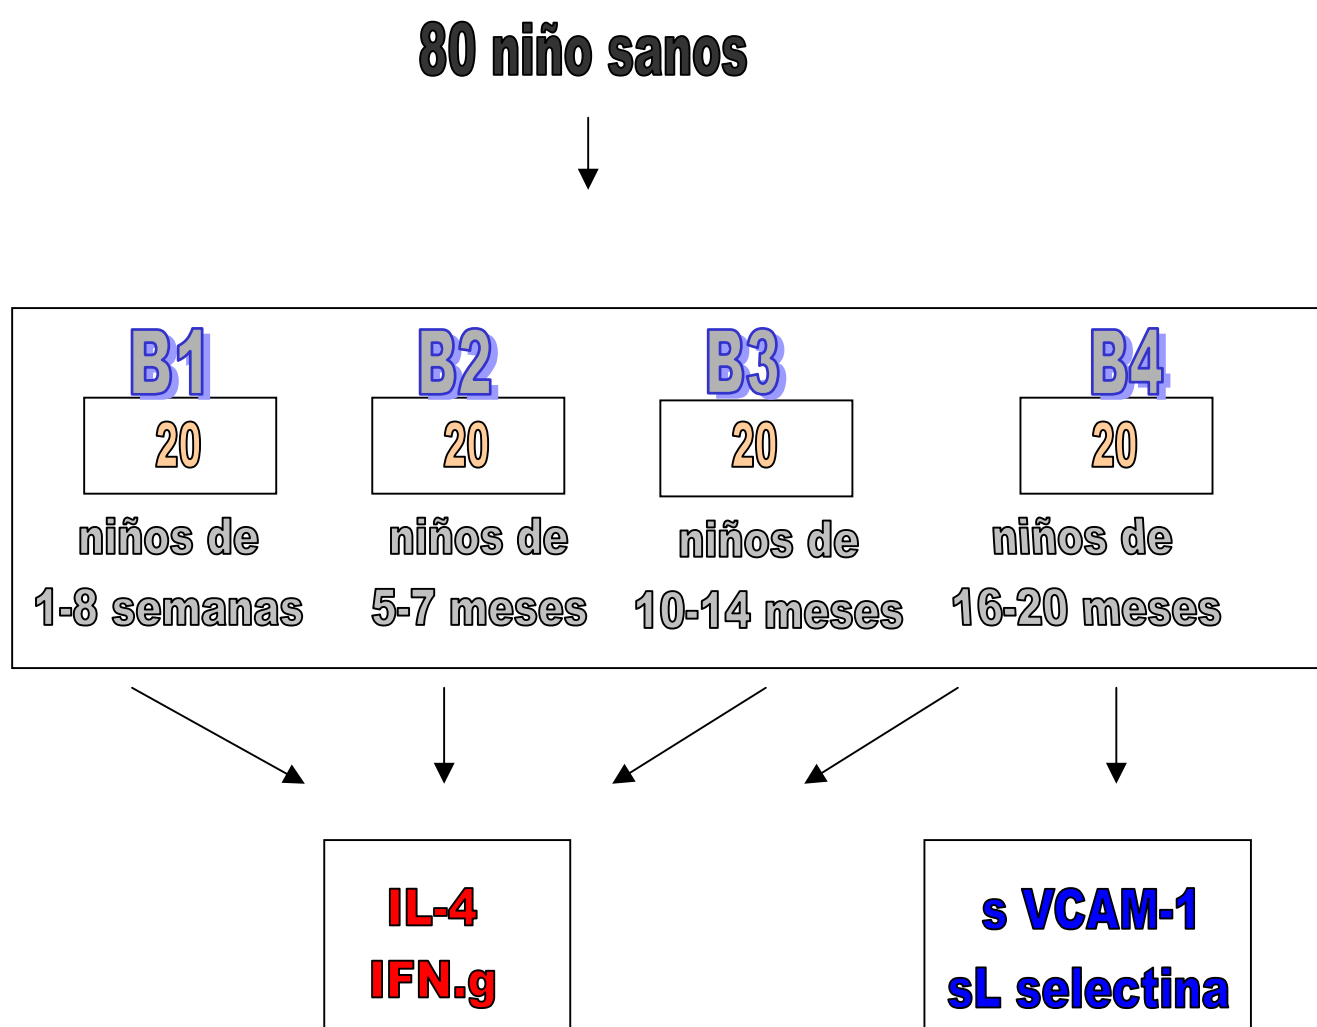 80 niño sanos
B1 B2 B3 B4
20 20 20 20
niños de niños de niños de niños de
1-8 semanas 5-7 meses 10-14 meses 16-20 meses
IL-4 s VCAM-1
IFN.g sL selectina